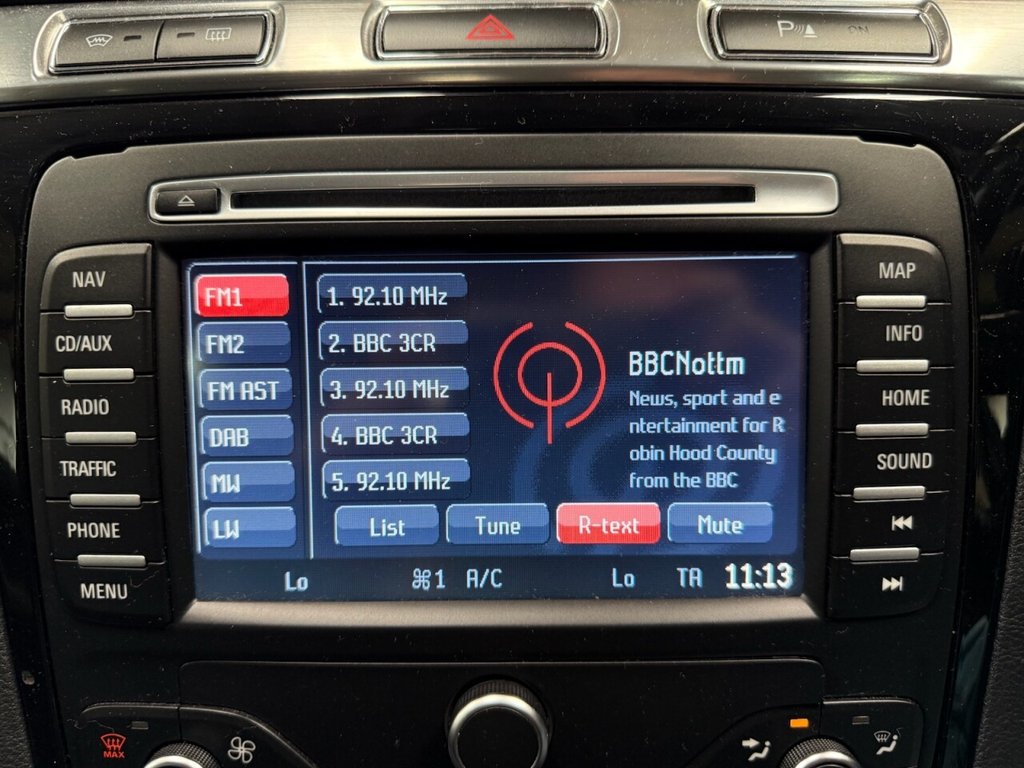 P ON
NAV
MAP
CD/AUX
INFO
RADIO
HOME
TRAFFIC
SOUND
PHONE
MENU
FM1
FM2
FM AST
DAB
MW
LW
1. 92.10 MHz
2. BBC 3CR
3. 92.10 MHz
4. BBC 3CR
5. 92.10 MHz
BBCNottm
News, sport and e
ntertainment for R
obin Hood County
from the BBC
List Tune R-text Mute
Lo ⌘1 A/C Lo TA 11:13
MAX